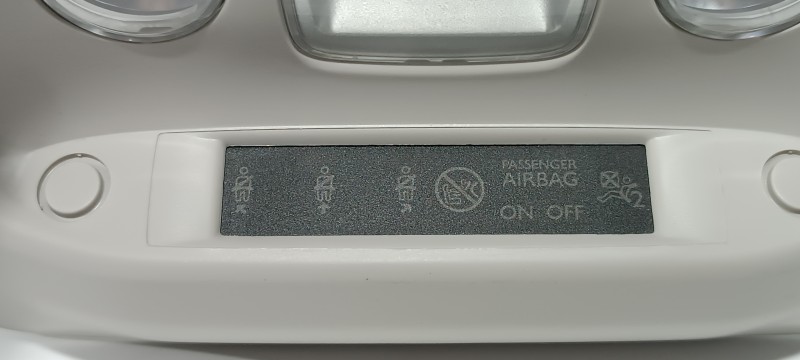 PASSENGER
AIRBAG
ON OFF
2